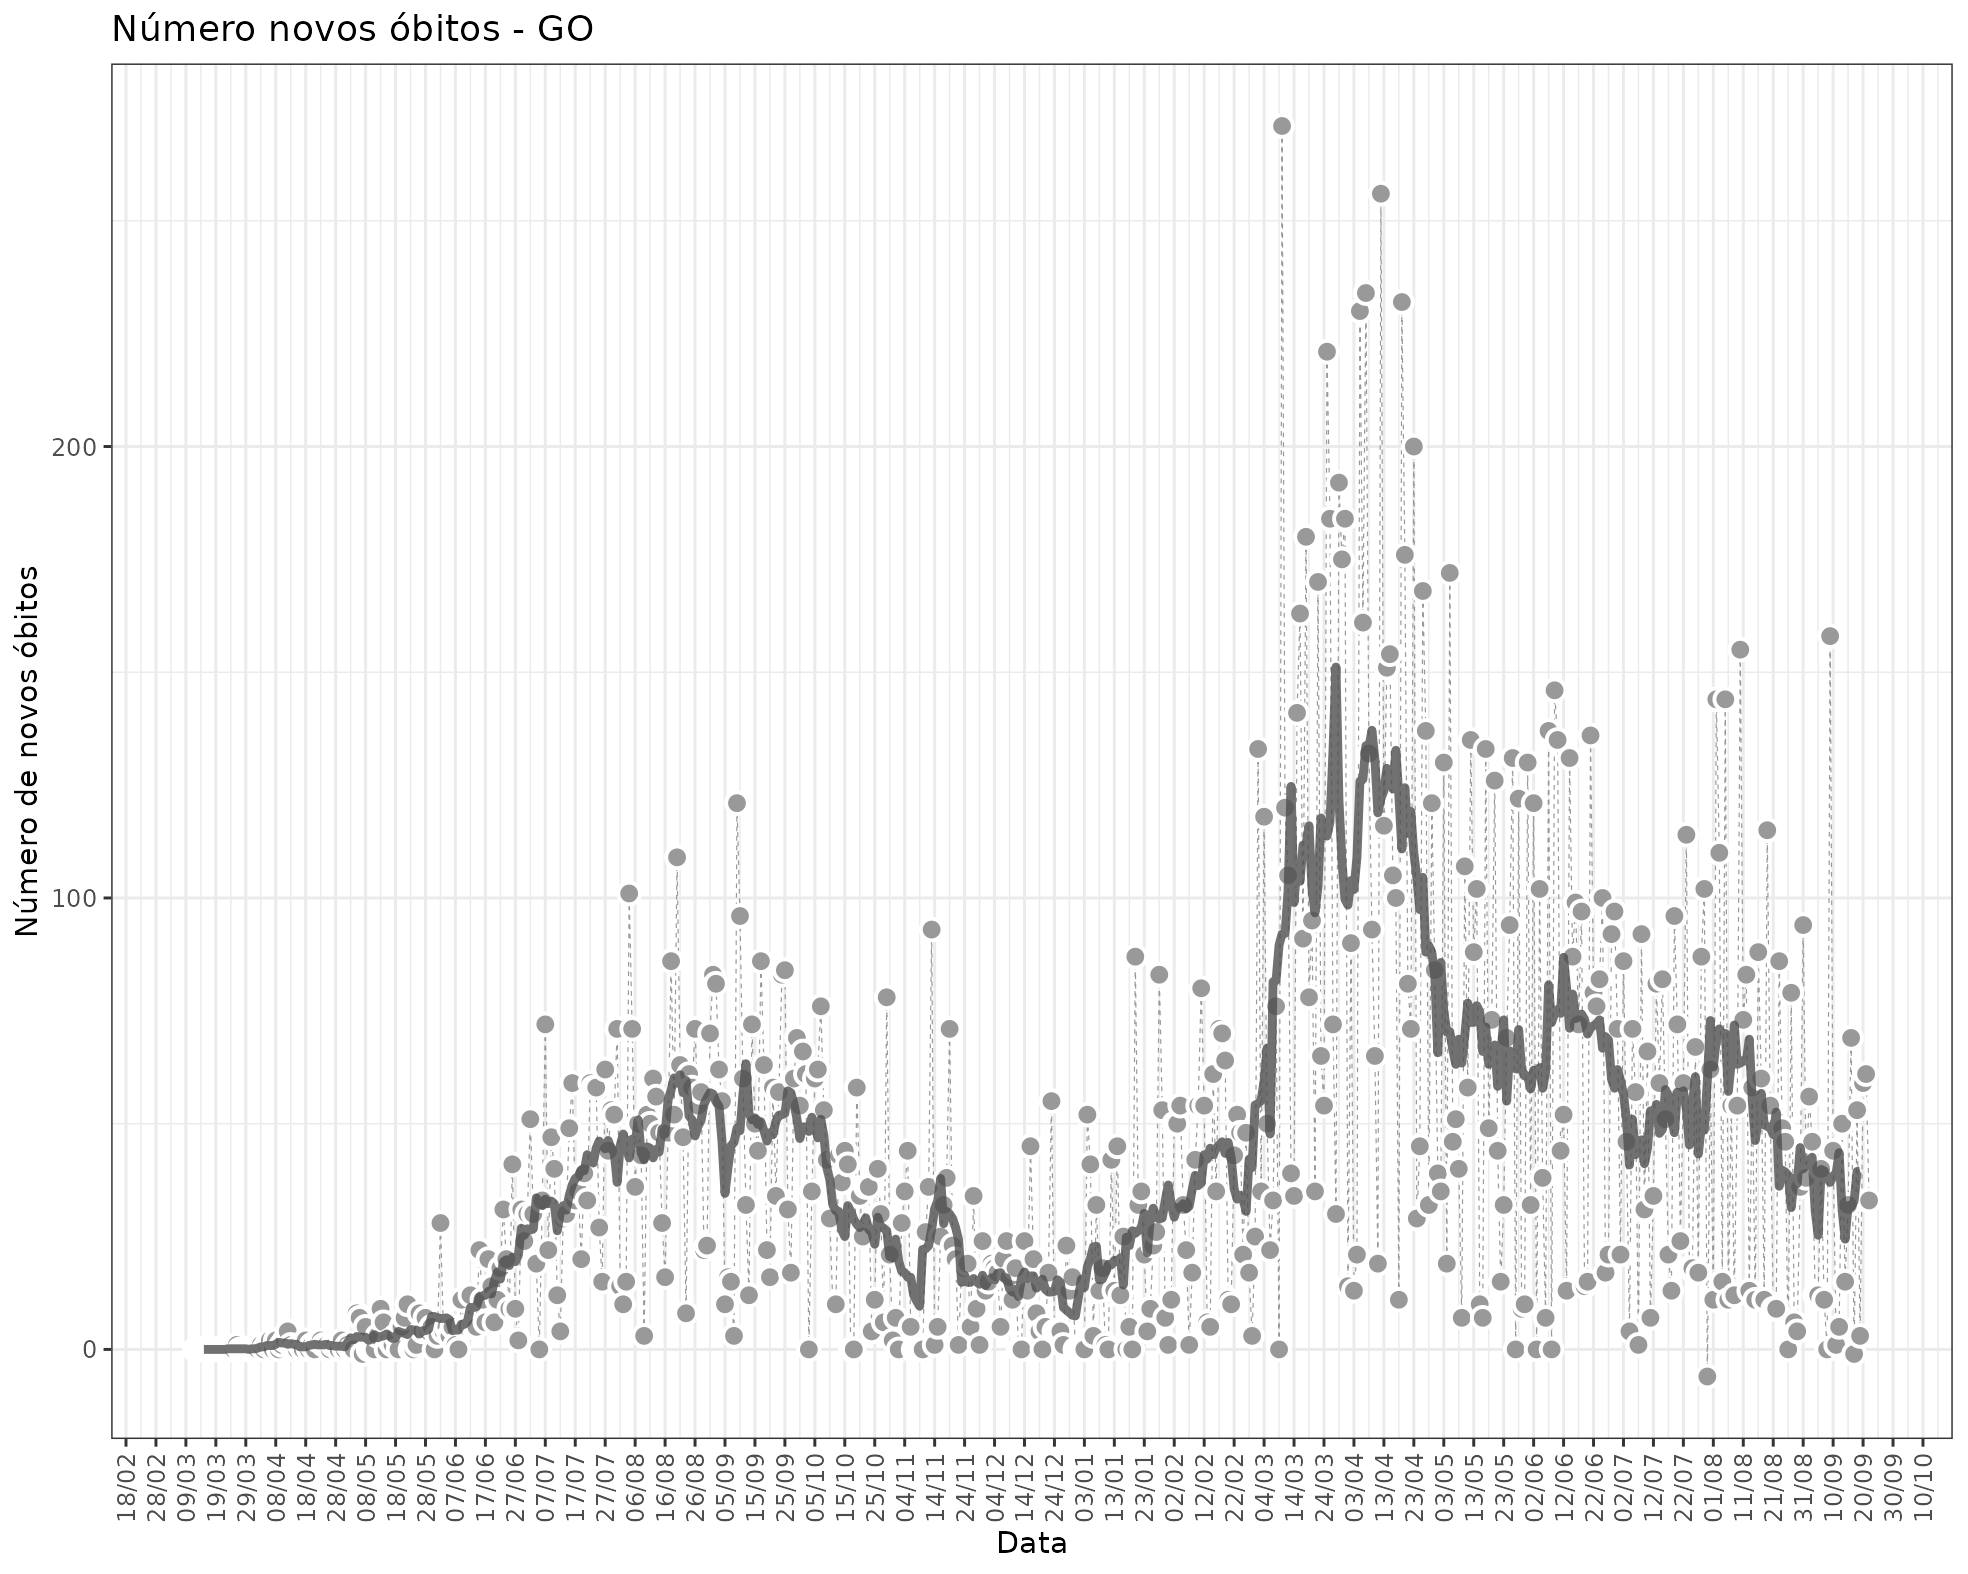 Número novos óbitos - GO
Número de novos óbitos
200
100
0
18/02 28/02 09/03 19/03 29/03 08/04 18/04 28/04 08/05 18/05 28/05 07/06 17/06 27/06 07/07 17/07 27/07 06/08 16/08 26/08 05/09 15/09 25/09 05/10 15/10 25/10 04/11 14/11 24/11 04/12 14/12 24/12 03/01 13/01 23/01 02/02 12/02 22/02 04/03 14/03 24/03 03/04 13/04 23/04 03/05 13/05 23/05 02/06 12/06 22/06 02/07 12/07 22/07 01/08 11/08 21/08 31/08 10/09 20/09 30/09 10/10
Data